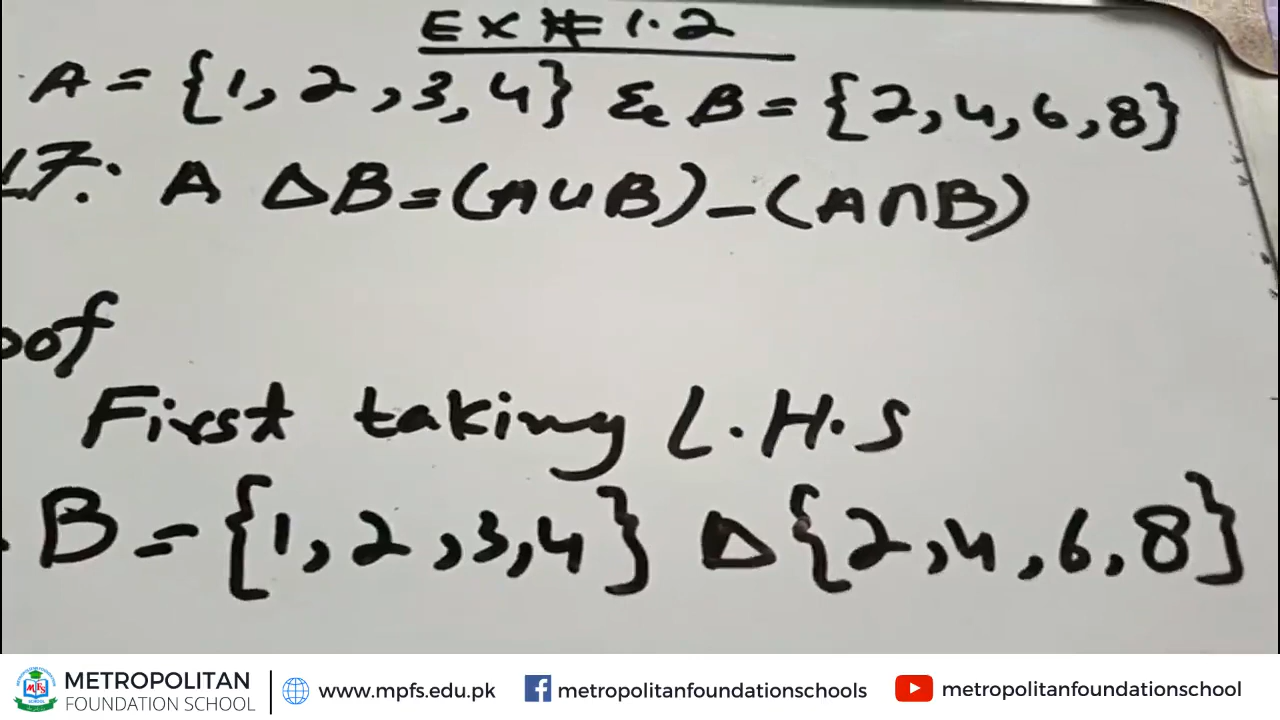 Ex # 1.2
A = {1, 2, 3, 4} & B = {2, 4, 6, 8}
17: A Δ B = (A ∪ B) - (A ∩ B)
oof
First taking L.H.S
B = {1, 2, 3, 4} Δ {2, 4, 6, 8}
METROPOLITAN
FOUNDATION SCHOOL
www.mpfs.edu.pk
metropolitanfoundationschools
metropolitanfoundationschool